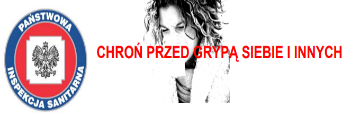 PAŃSTWOWA
INSPEKCJA SANITARNA
CHROŃ PRZED GRYPĄ SIEBIE I INNYCH